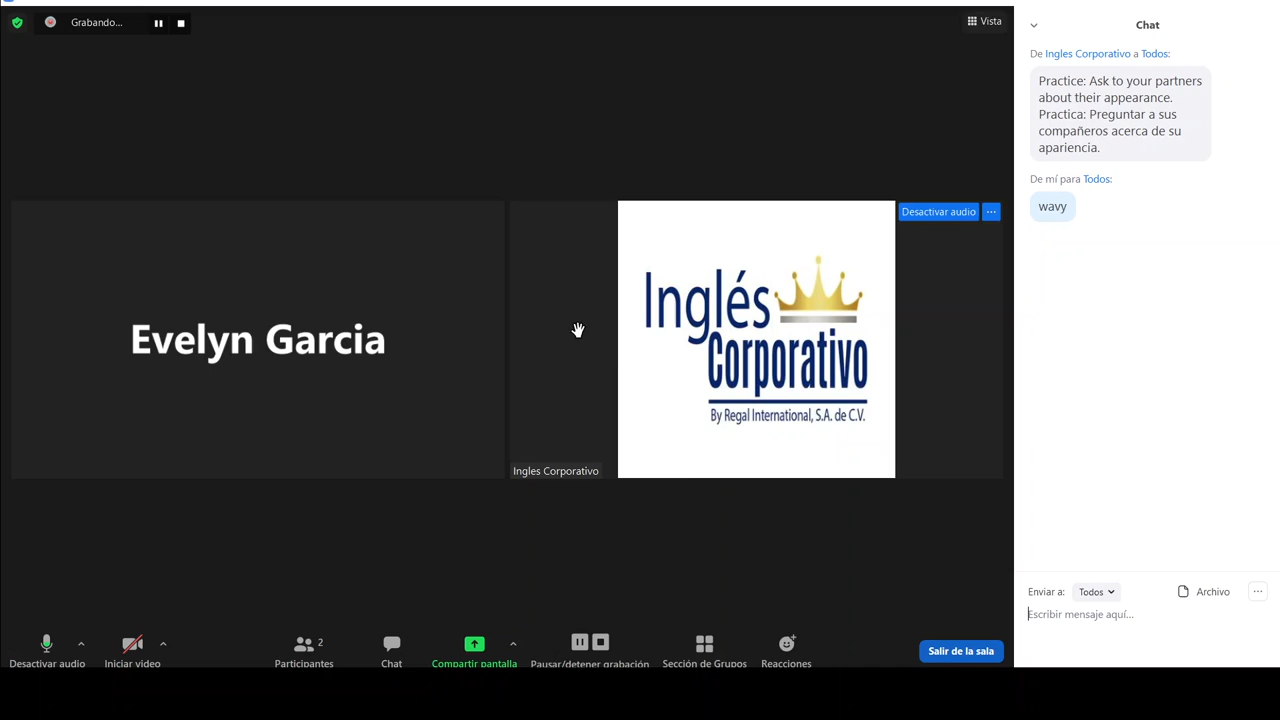 Grabando...
Vista
Evelyn Garcia
Desactivar audio
...
Inglés
Corporativo
By Regal International, S.A. de C.V.
Ingles Corporativo
Desactivar audio
Iniciar video
2
Participantes
Chat
Compartir pantalla
Pausar/detener grabación
Sección de Grupos
Reacciones
Salir de la sala
Chat
De Ingles Corporativo a Todos:
Practice: Ask to your partners
about their appearance.
Practica: Preguntar a sus
compañeros acerca de su
apariencia.
De mí para Todos:
wavy
Enviar a: Todos
Archivo
...
Escribir mensaje aquí...